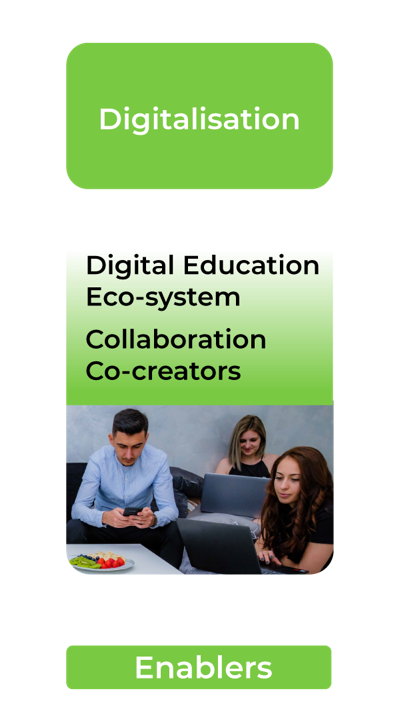 Digitalisation
Digital Education
Eco-system
Collaboration
Co-creators
Enablers